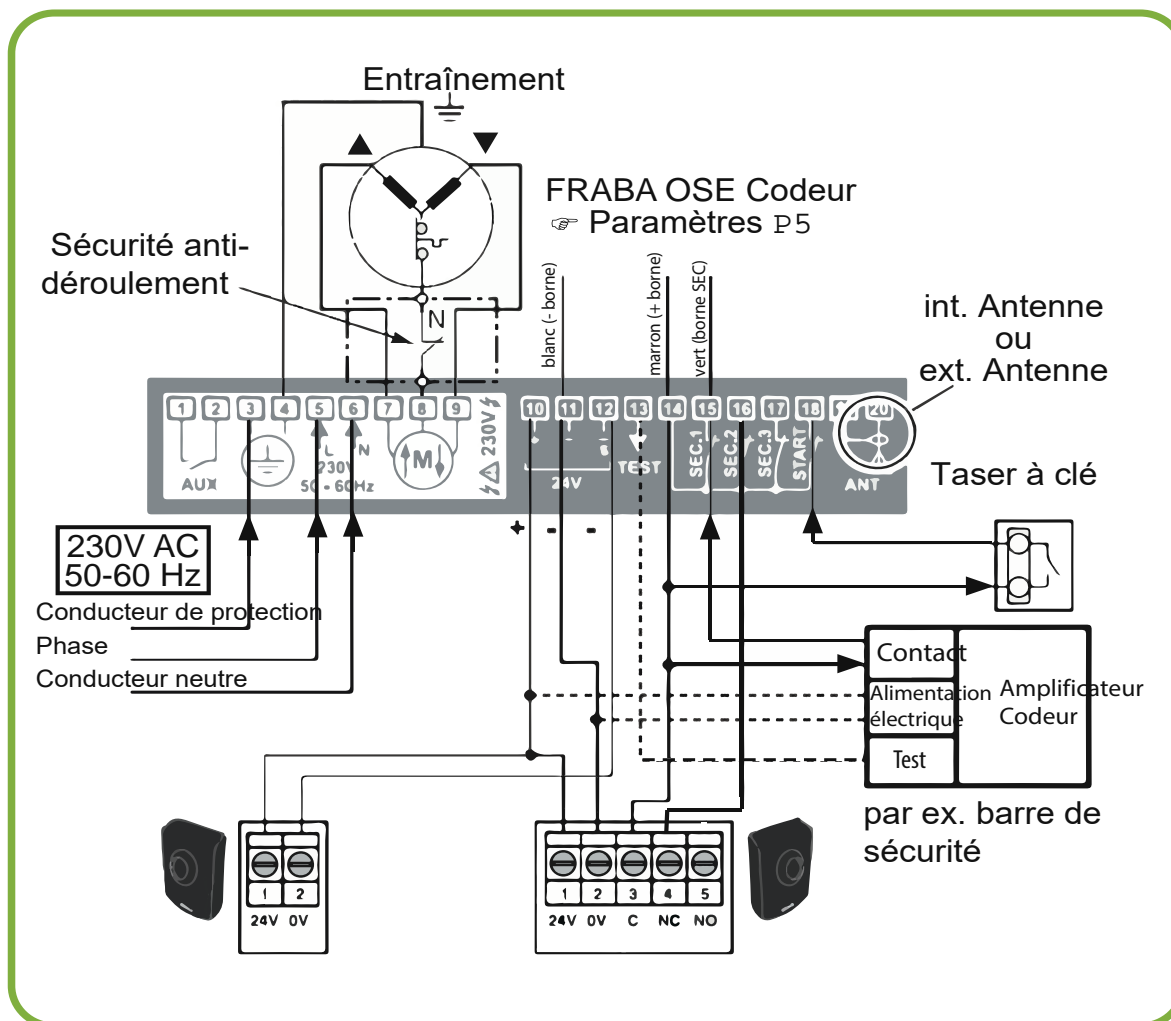 Entraînement
FRABA OSE Codeur
☞ Paramètres P5
Sécurité anti-
déroulement
N
blanc (- borne)
marron (+ borne)
vert (borne SEC)
int. Antenne
ou
ext. Antenne
1 2 3 4 5 6 7 8 9 10 11 12 13 14 15 16 17 18 20
AUX
L N
230V
50-60Hz
M
230V
24V
TEST
SEC.1
SEC.2
SEC.3
START
ANT
+ - -
Taser à clé
230V AC
50-60 Hz
Conducteur de protection
Phase
Conducteur neutre
Contact
Alimentation
électrique
Test
Amplificateur
Codeur
par ex. barre de
sécurité
1 2
24V 0V
1 2 3 4 5
24V 0V C NC NO